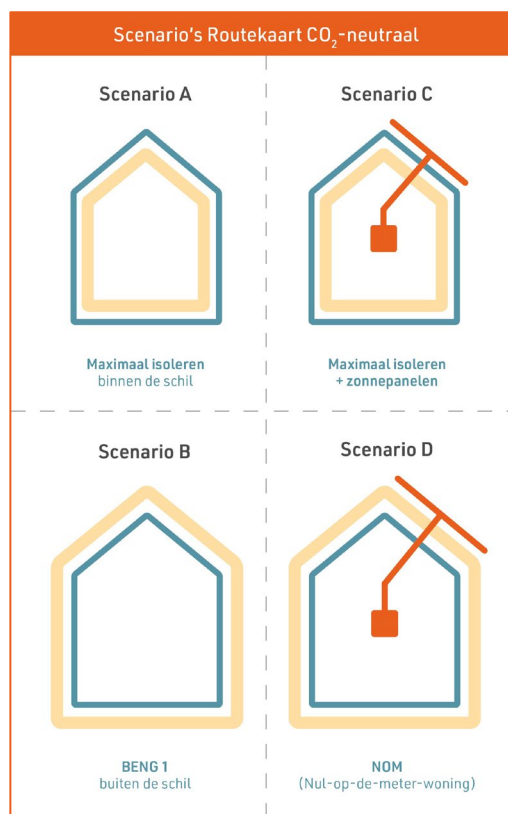 Scenario's Routekaart CO₂-neutraal
Scenario A
Maximaal isoleren
binnen de schil
Scenario C
Maximaal isoleren
+ zonnepanelen
Scenario B
BENG 1
buiten de schil
Scenario D
NOM
(Nul-op-de-meter-woning)